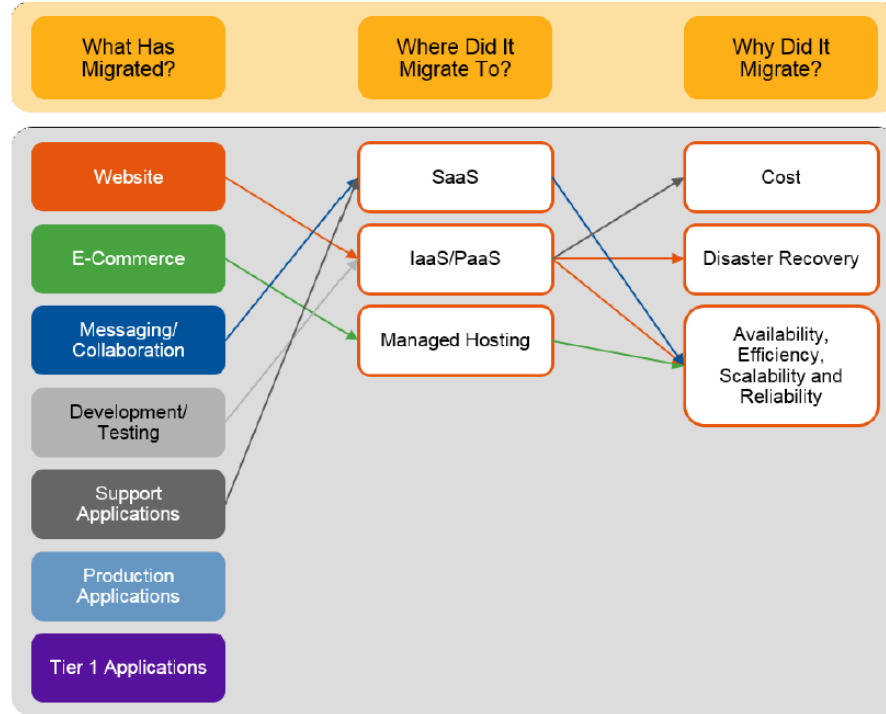 What Has
Migrated?
Where Did It
Migrate To?
Why Did It
Migrate?
Website
SaaS
Cost
E-Commerce
IaaS/PaaS
Disaster Recovery
Messaging/
Collaboration
Managed Hosting
Availability,
Efficiency,
Scalability and
Reliability
Development/
Testing
Support
Applications
Production
Applications
Tier 1 Applications